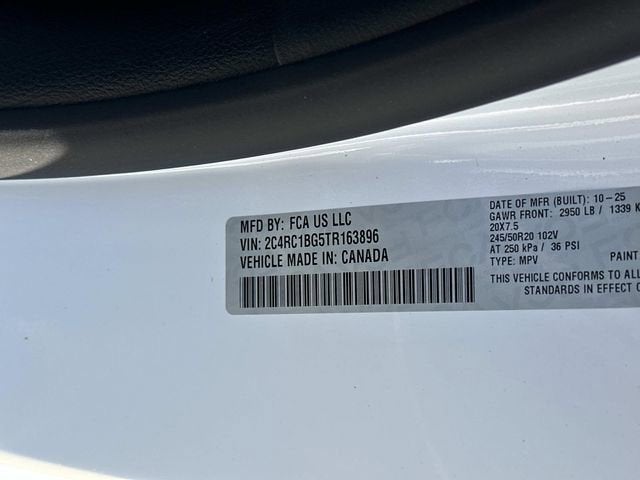 MFD BY: FCA US LLC
VIN: 2C4RC1BG5TR163896
VEHICLE MADE IN: CANADA
DATE OF MFR (BUILT): 10-25
GAWR FRONT: 2950 LB / 1339 K
20X7.5
245/50R20 102V
AT 250 kPa / 36 PSI
TYPE: MPV PAINT
THIS VEHICLE CONFORMS TO ALL
STANDARDS IN EFFECT O